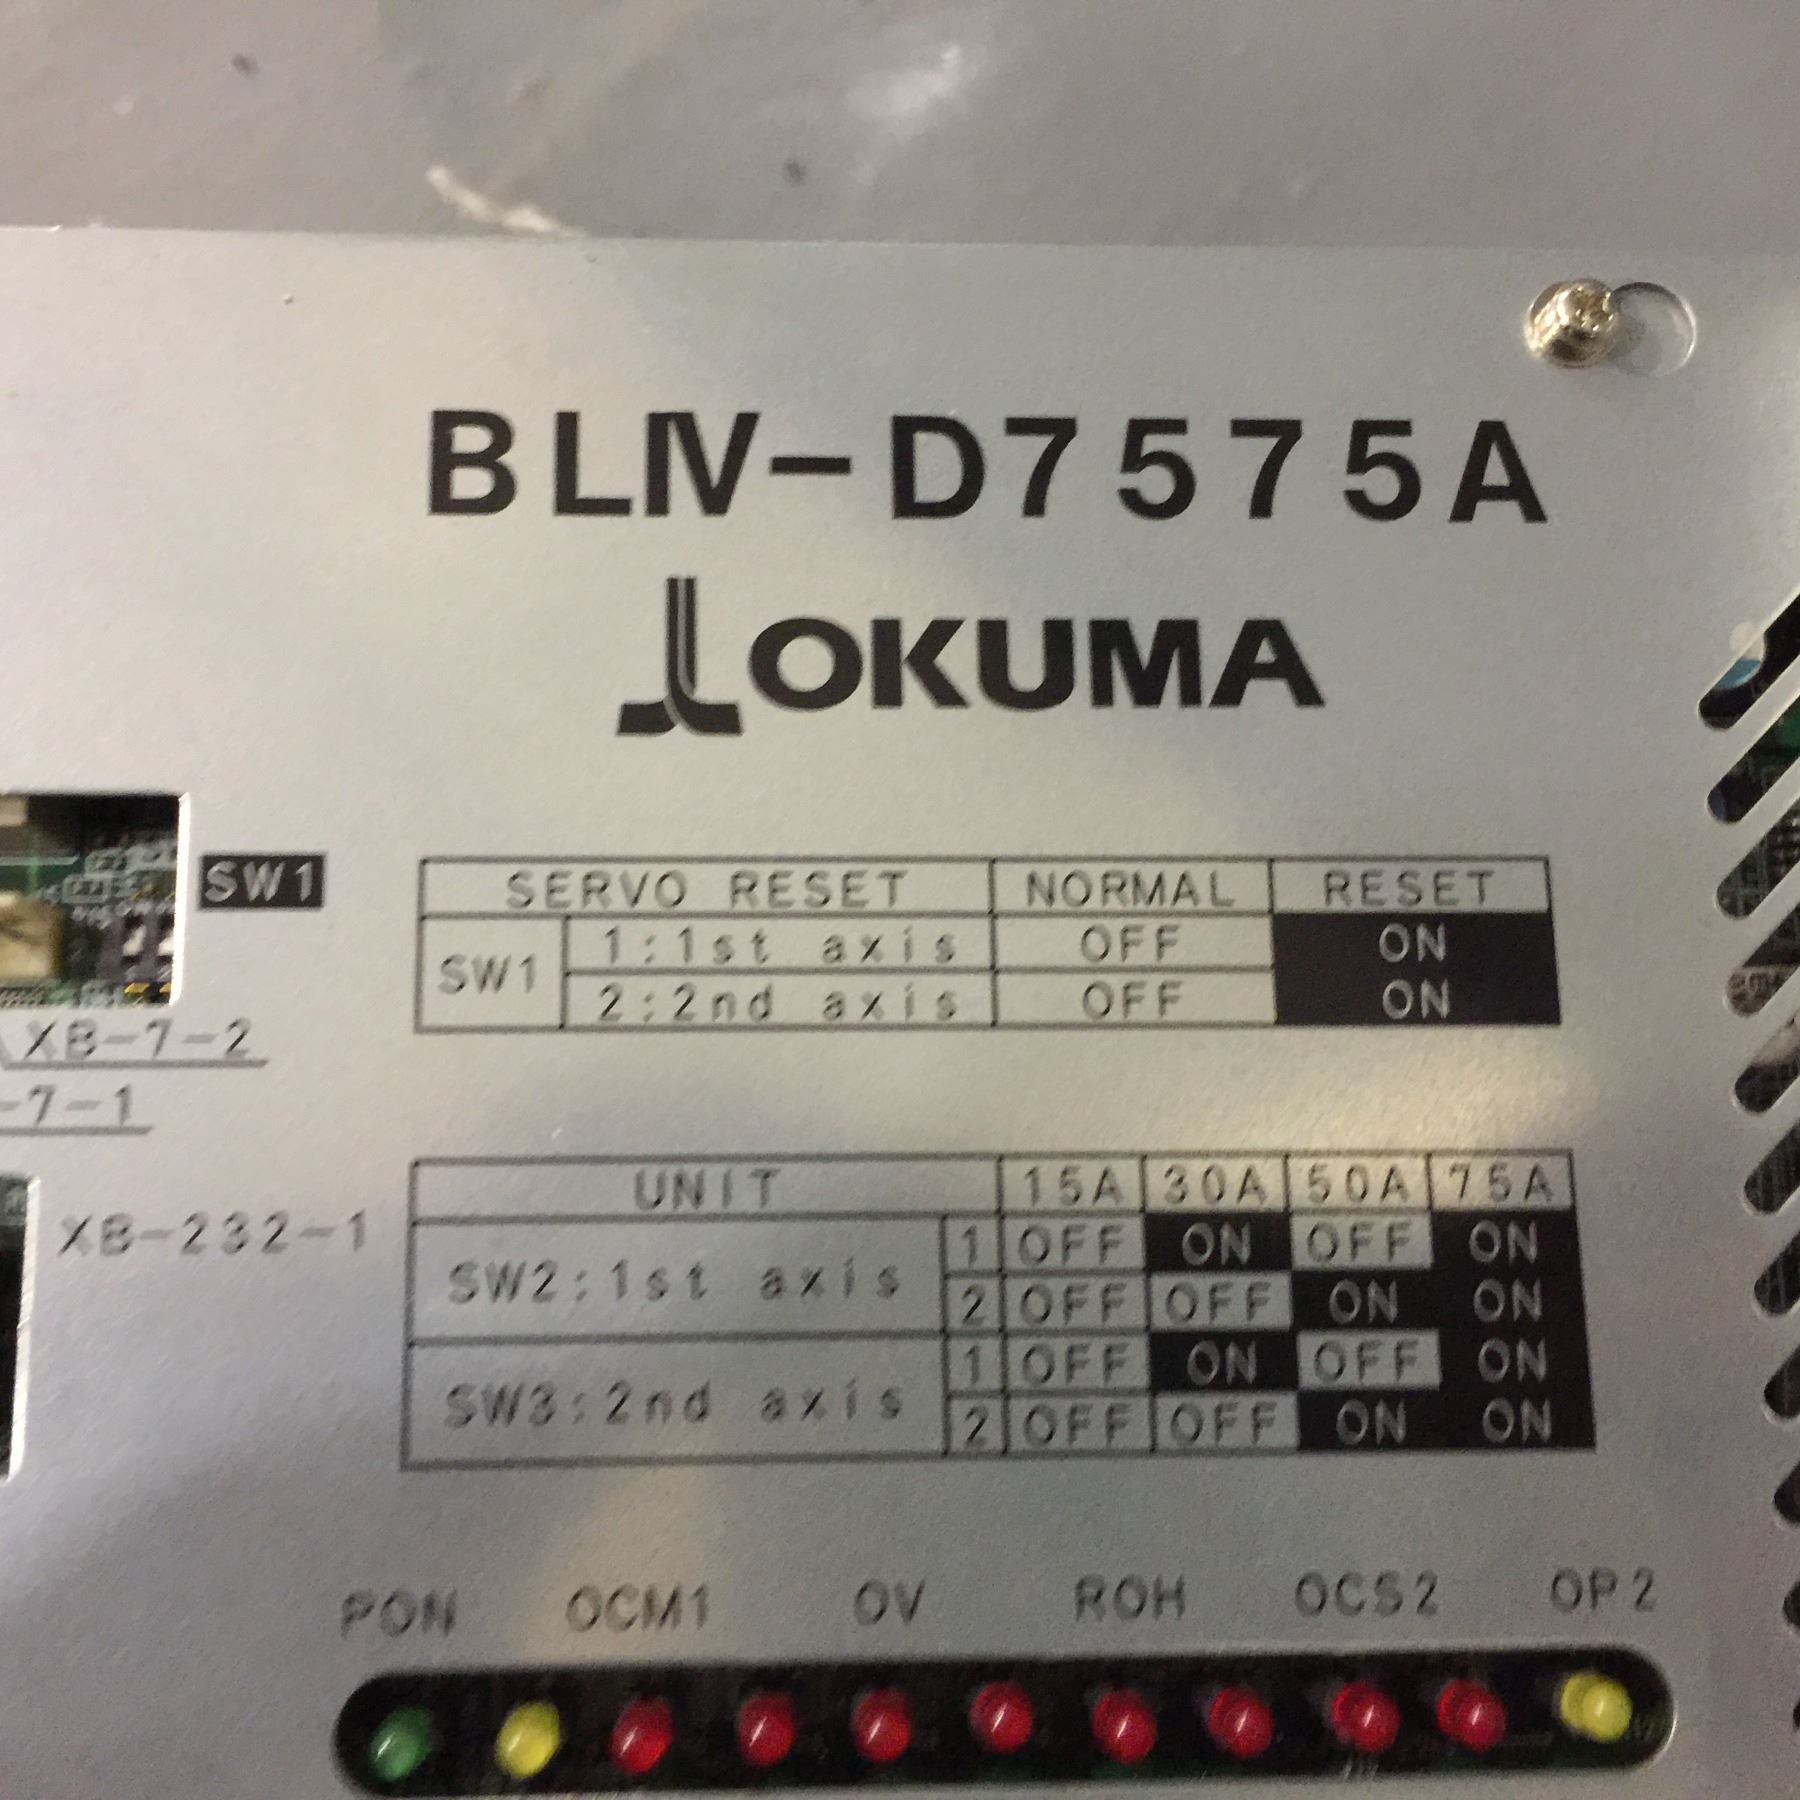 BLⅣ-D7575A
OKUMA
SW1
SERVO RESET NORMAL RESET
SW1 1:1st axis OFF ON
2:2nd axis OFF ON
XB-7-2
-7-1
UNIT 15A 30A 50A 75A
XB-232-1
SW2:1st axis 1 OFF ON OFF ON
2 OFF OFF ON ON
SW3:2nd axis 1 OFF ON OFF ON
2 OFF OFF ON ON
PON OCM1 OV ROH OCS2 OP2